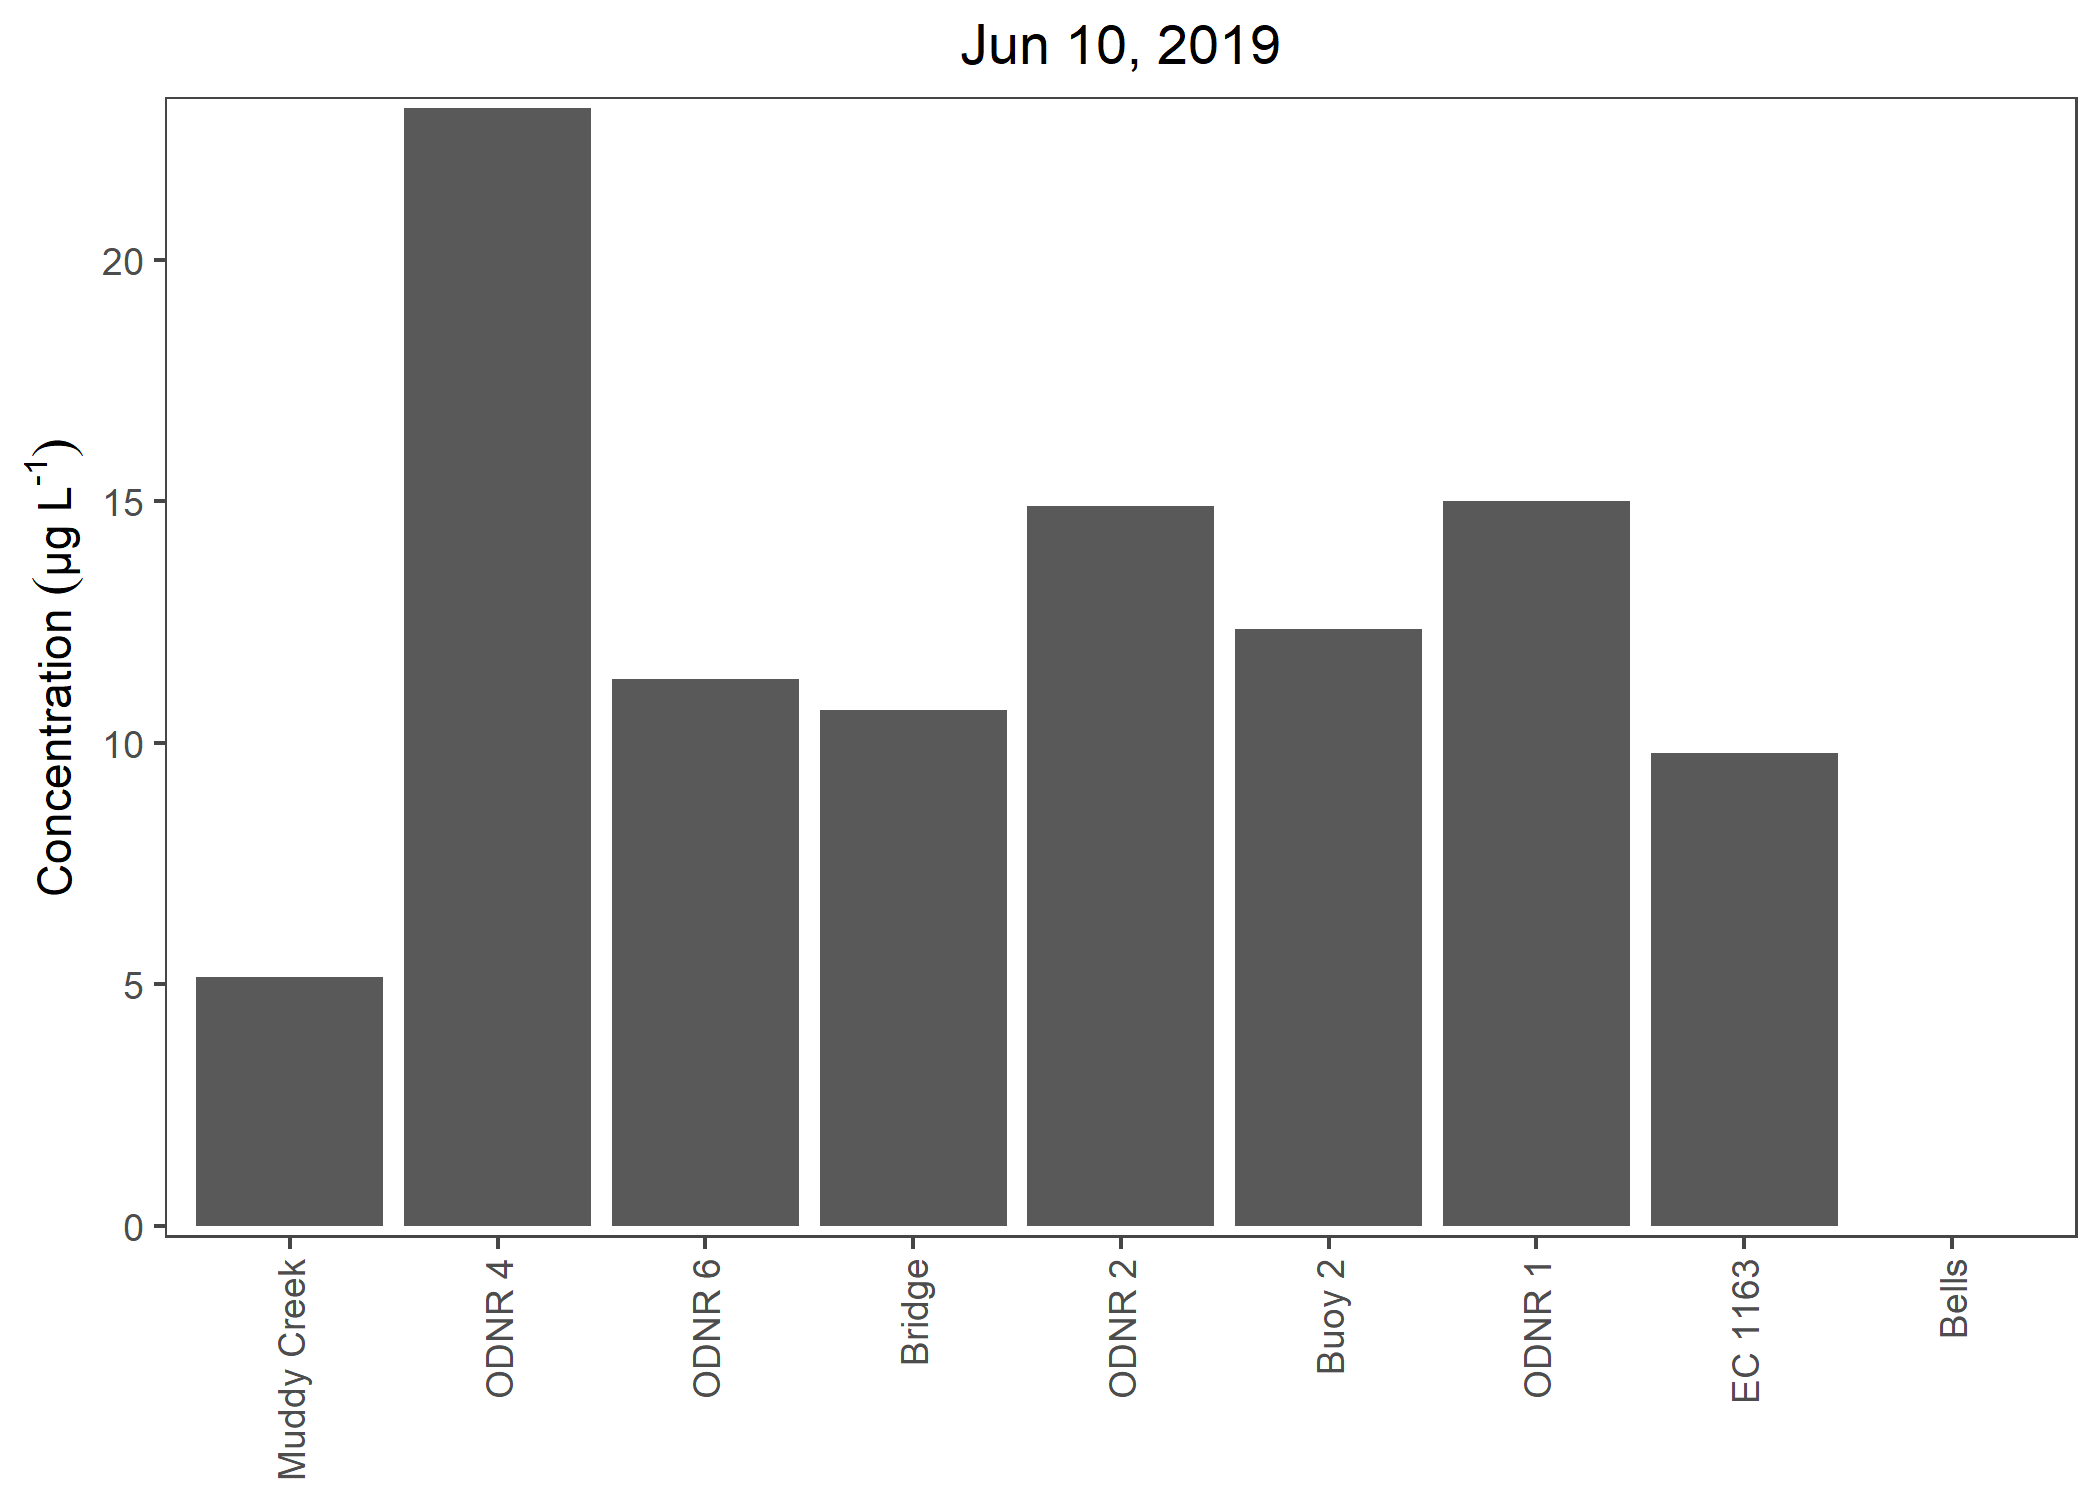 Jun 10, 2019
Concentration (µg L⁻¹)
20
15
10
5
0
Muddy Creek
ODNR 4
ODNR 6
Bridge
ODNR 2
Buoy 2
ODNR 1
EC 1163
Bells